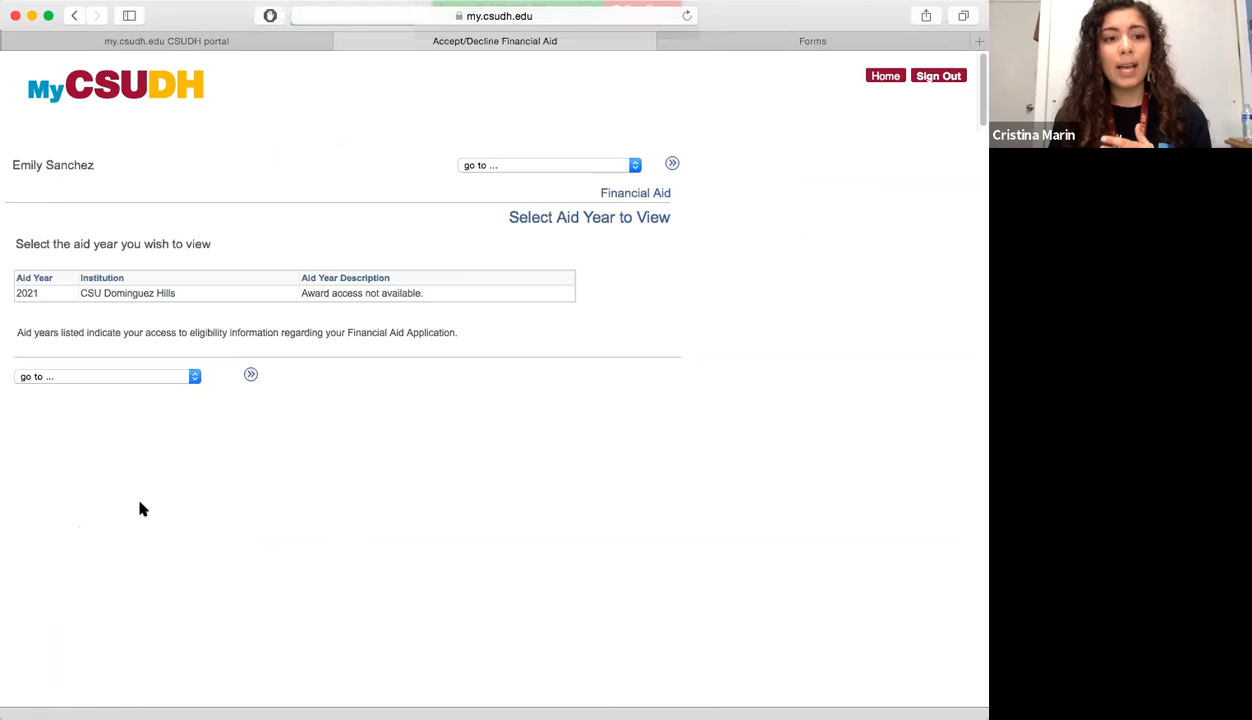 my.csudh.edu
my.csudh.edu CSUDH portal
Accept/Decline Financial Aid
Forms
MyCSUDH
Home
Sign Out
Emily Sanchez
go to ...
Financial Aid
Select Aid Year to View
Select the aid year you wish to view
Aid Year Institution Aid Year Description
2021 CSU Dominguez Hills Award access not available.
Aid years listed indicate your access to eligibility information regarding your Financial Aid Application.
go to ...
Cristina Marin